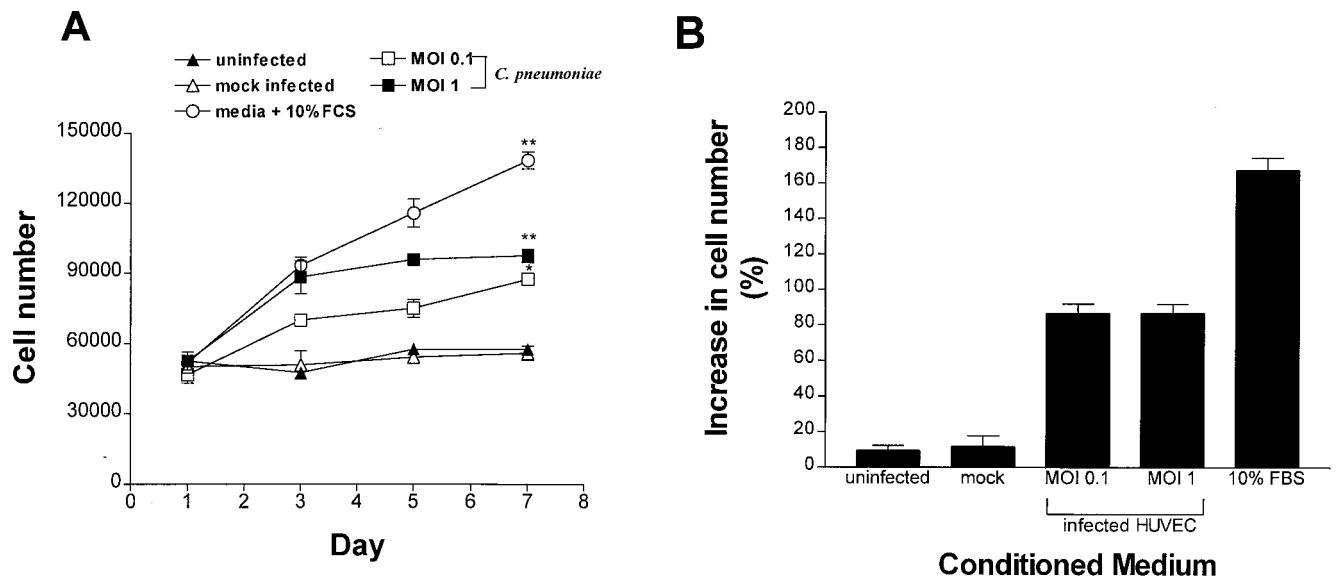 A
uninfected
mock infected
media + 10% FCS
MOI 0.1
MOI 1
C. pneumoniae
150000
120000
90000
60000
30000
0
Cell number
**
**
*
0 1 2 3 4 5 6 7 8
Day
B
200
180
160
140
120
100
80
60
40
20
0
Increase in cell number
(%)
uninfected mock MOI 0.1 MOI 1 10% FBS
infected HUVEC
Conditioned Medium